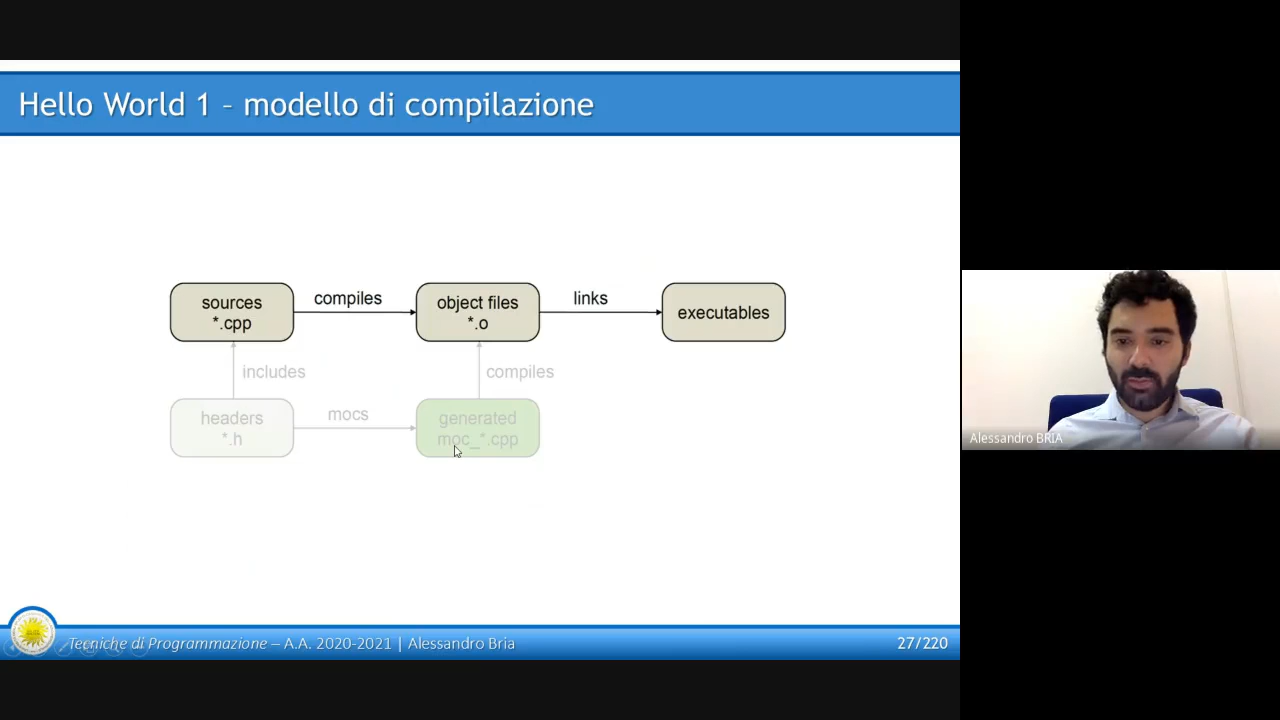 Hello World 1 – modello di compilazione
sources
*.cpp
compiles
object files
*.o
links
executables
includes
compiles
headers
*.h
mocs
generated
moc_*.cpp
Alessandro BRIA
Tecniche di Programmazione – A.A. 2020-2021 | Alessandro Bria
27/220